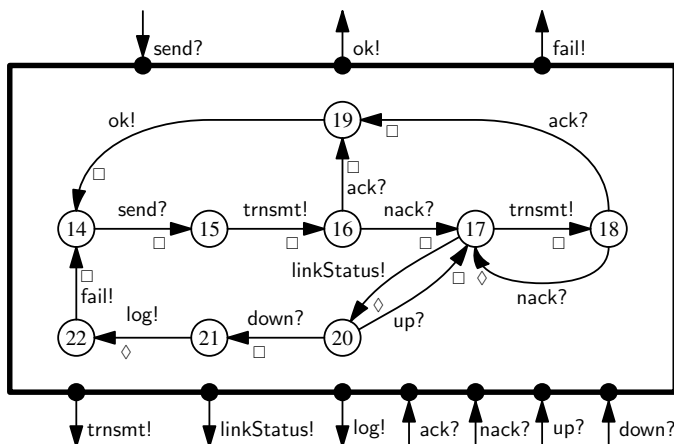 send? ok! fail!
ok! 19 ack?
□ □
□
ack?
send? trnsmt! nack? trnsmt!
14 15 16 17 18
□ □ □ □
linkStatus!
□ ◊ □ ◊
fail! log! down? up? nack?
22 21 20
◊ □
trnsmt! linkStatus! log! ack? nack? up? down?